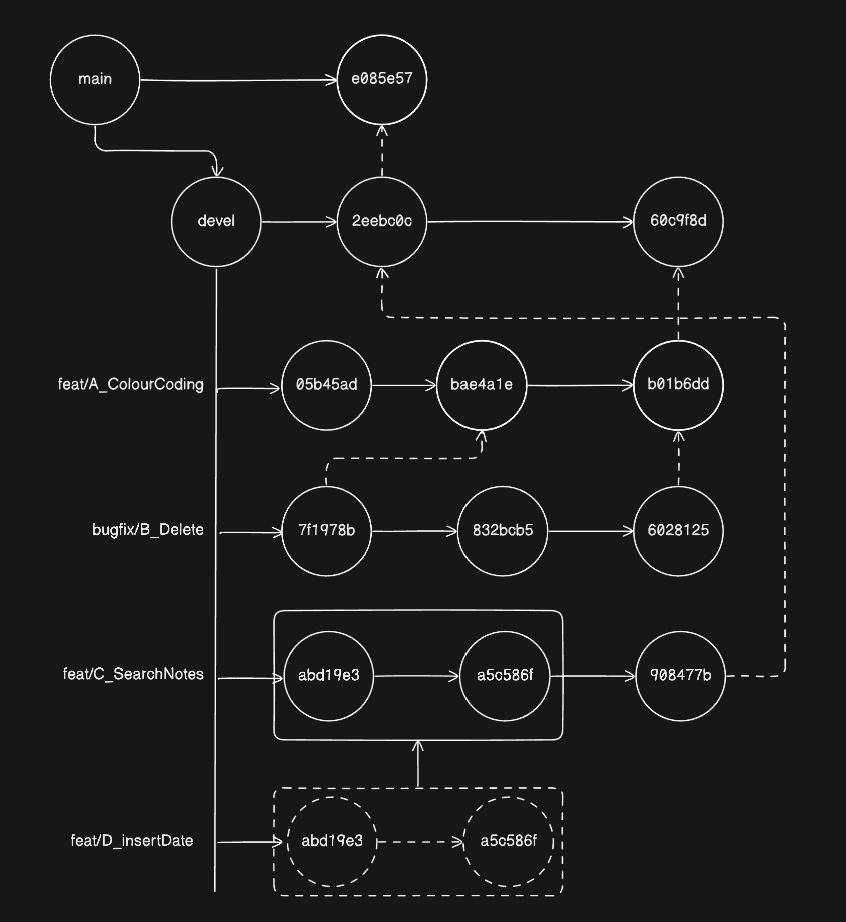 main
e085e57
devel
2eebc0c
60c9f8d
feat/A_ColourCoding
05b45ad
bae4a1e
b01b6dd
bugfix/B_Delete
7f1978b
832bcb5
6028125
feat/C_SearchNotes
abd19e3
a5c586f
908477b
feat/D_insertDate
abd19e3
a5c586f